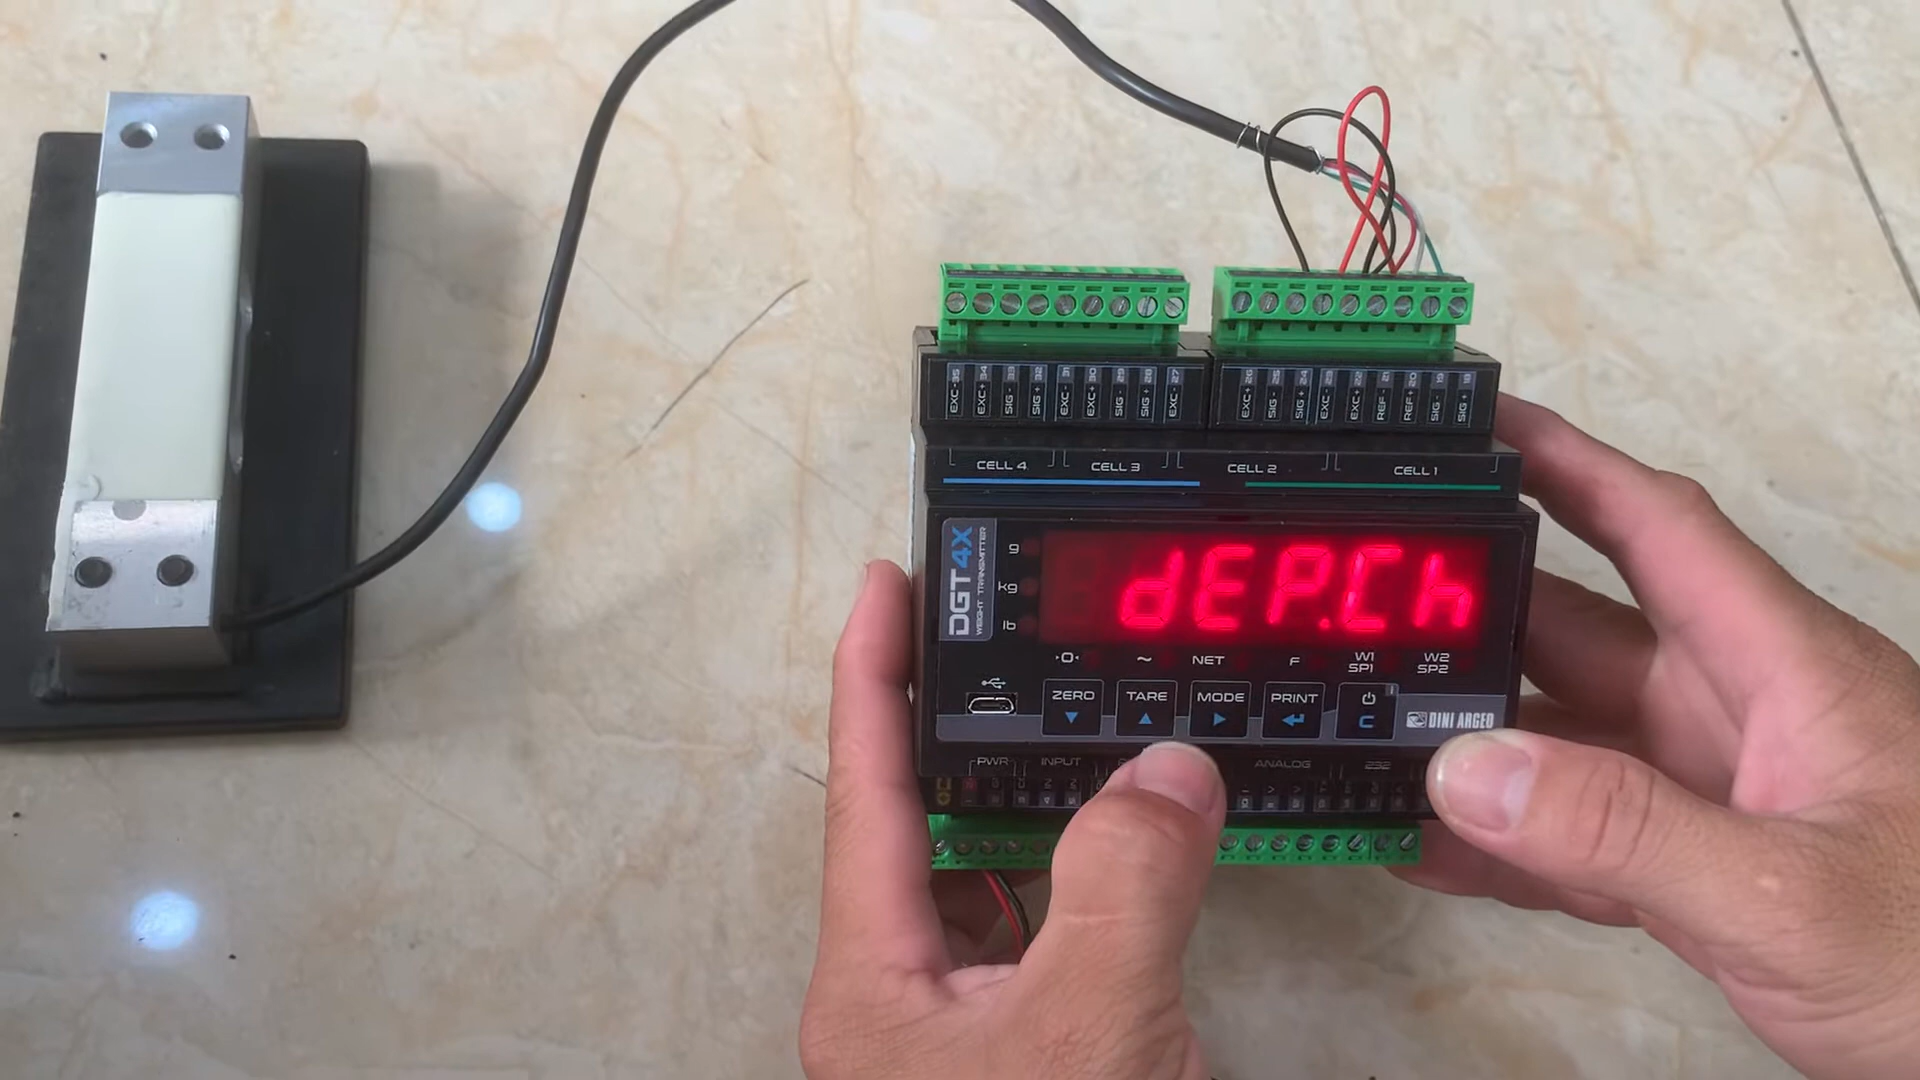 EXC-35 EXC+34 SIG-33 SIG+32 EXC-31 EXC+30 SIG-29 SIG+28 EXC-27
EXC+26 SIG-25 SIG+24 EXC-23 EXC+22 REF-21 REF+20 SIG-19 SIG+18
CELL 4 CELL 3 CELL 2 CELL 1
DGT4X
WEIGHT TRANSMITTER
g
kg
lb
dEP.Ch
▸0◂ ~ NET F W1 SP1 W2 SP2
ZERO TARE MODE PRINT
C
DINI ARGEO
PWR INPUT ANALOG 232